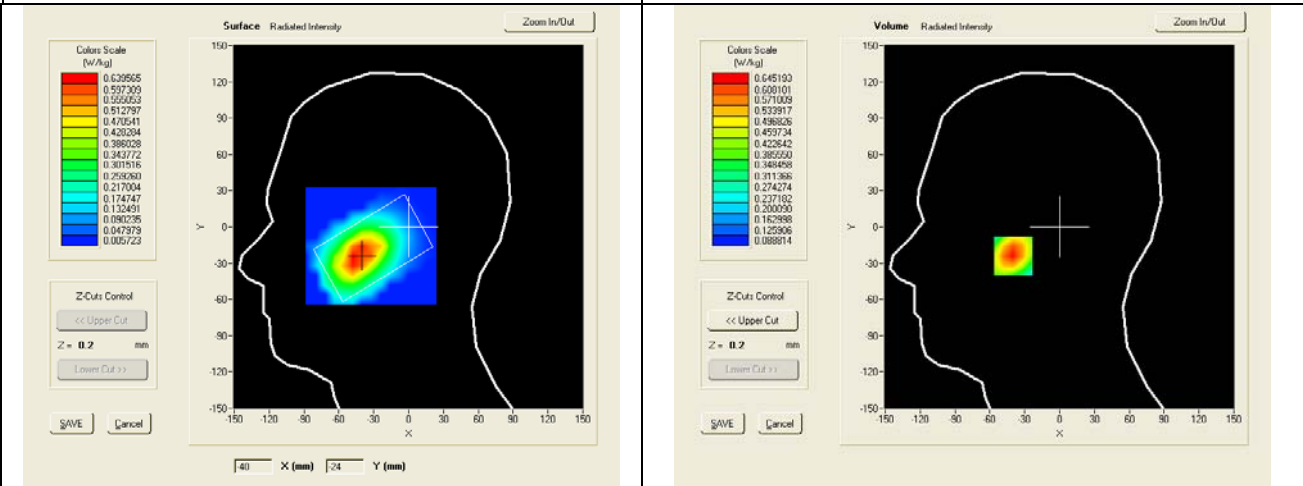 Surface Radiated Intensity
Zoom In/Out
Colors Scale
(W/kg)
0.639565
0.597309
0.555053
0.512797
0.470541
0.428284
0.386028
0.343772
0.301516
0.259260
0.217004
0.174747
0.132491
0.090235
0.047979
0.005723
Z-Cuts Control
<< Upper Cut
Z = 0.2 mm
Lower Cut >>
SAVE
Cancel
150
120
90
60
30
0
-30
-60
-90
-120
-150
Y
-150 -120 -90 -60 -30 0 30 60 90 120 150
X
-40 X (mm) -24 Y (mm)
Volume Radiated Intensity
Zoom In/Out
Colors Scale
(W/kg)
0.645193
0.608101
0.571009
0.533917
0.496826
0.459734
0.422642
0.385550
0.348458
0.311366
0.274274
0.237182
0.200090
0.162998
0.125906
0.088814
Z-Cuts Control
<< Upper Cut
Z = 0.2 mm
Lower Cut >>
SAVE
Cancel
150
120
90
60
30
0
-30
-60
-90
-120
-150
Y
-150 -120 -90 -60 -30 0 30 60 90 120 150
X